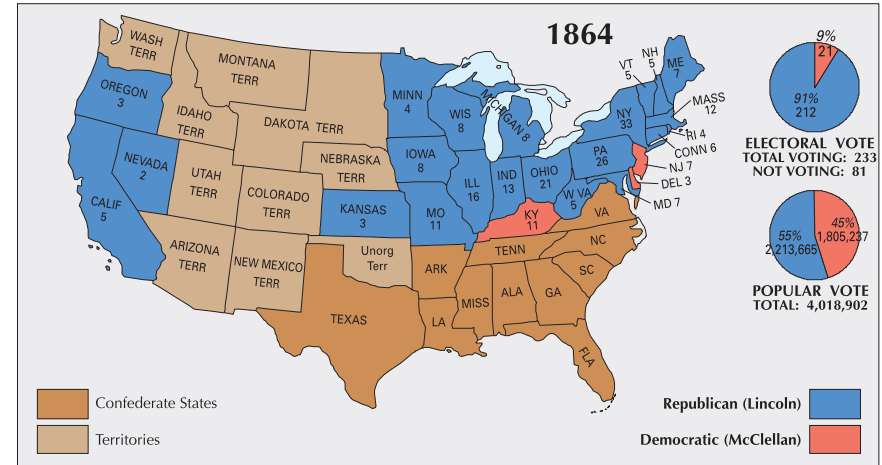 1864
WASH
TERR
OREGON
3
CALIF
5
NEVADA
2
IDAHO
TERR
MONTANA
TERR
DAKOTA TERR
NEBRASKA
TERR
UTAH
TERR
COLORADO
TERR
KANSAS
3
ARIZONA
TERR
NEW MEXICO
TERR
Unorg
Terr
TEXAS
MINN
4
IOWA
8
MO
11
ARK
LA
WIS
8
ILL
16
MICHIGAN 8
IND
13
OHIO
21
KY
11
TENN
MISS
ALA
GA
FLA
SC
NC
VA
W VA
5
PA
26
NY
33
VT
5
NH
5
ME
7
MASS
12
RI 4
CONN 6
NJ 7
DEL 3
MD 7
9%
21
91%
212
ELECTORAL VOTE
TOTAL VOTING: 233
NOT VOTING: 81
45%
1,805,237
55%
2,213,665
POPULAR VOTE
TOTAL: 4,018,902
Confederate States
Territories
Republican (Lincoln)
Democratic (McClellan)